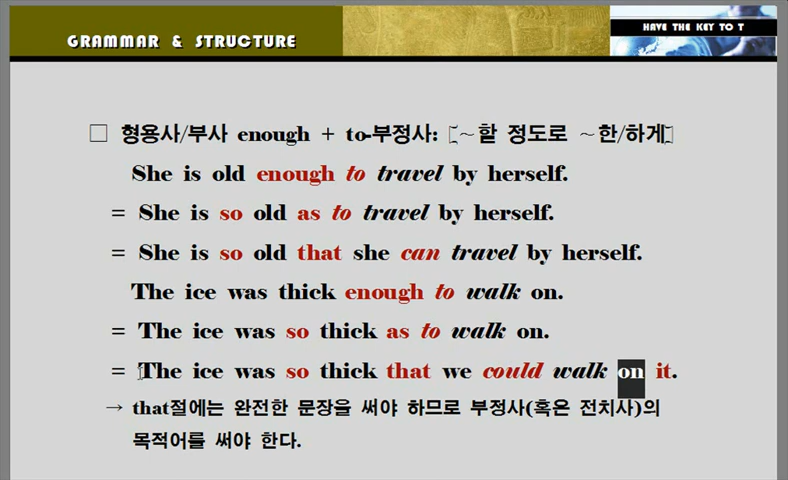 GRAMMAR & STRUCTURE
HAVE THE KEY TO T
□ 형용사/부사 enough + to-부정사: [~할 정도로 ~한/하게]
She is old enough to travel by herself.
= She is so old as to travel by herself.
= She is so old that she can travel by herself.
The ice was thick enough to walk on.
= The ice was so thick as to walk on.
= The ice was so thick that we could walk on it.
→ that절에는 완전한 문장을 써야 하므로 부정사(혹은 전치사)의
목적어를 써야 한다.